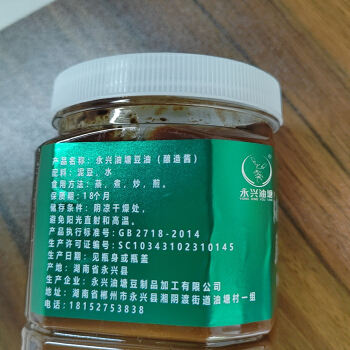 产品名称：永兴油塘豆油（酿造酱）
配料：泥豆，水
食用方法：蒸，煮，炒，煎。
保质期：18个月
储存条件：阴凉干燥处，
避免阳光直射和高温。
产品执行标准号：GB 2718-2014
生产许可证编号：SC10343102310145
生产日期：见瓶身或瓶盖
产地：湖南省永兴县
生产企业：永兴油塘豆制品加工有限公司
地址：湖南省郴州市永兴县湘阴渡街道油塘村一组
电话：18152753838
永兴油塘